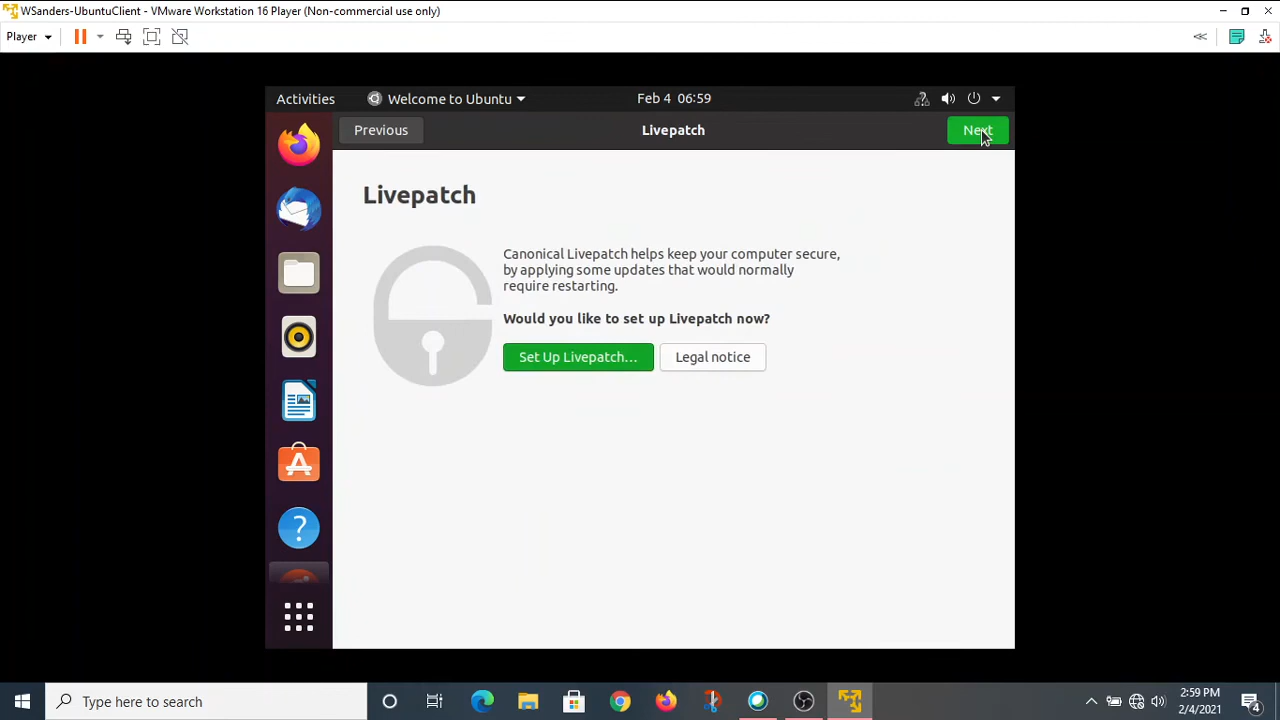 WSanders-UbuntuClient - VMware Workstation 16 Player (Non-commercial use only)
Player
Activities
Welcome to Ubuntu
Feb 4 06:59
Previous
Livepatch
Next
Livepatch
Canonical Livepatch helps keep your computer secure,
by applying some updates that would normally
require restarting.
Would you like to set up Livepatch now?
Set Up Livepatch…
Legal notice
Type here to search
2:59 PM
2/4/2021
4